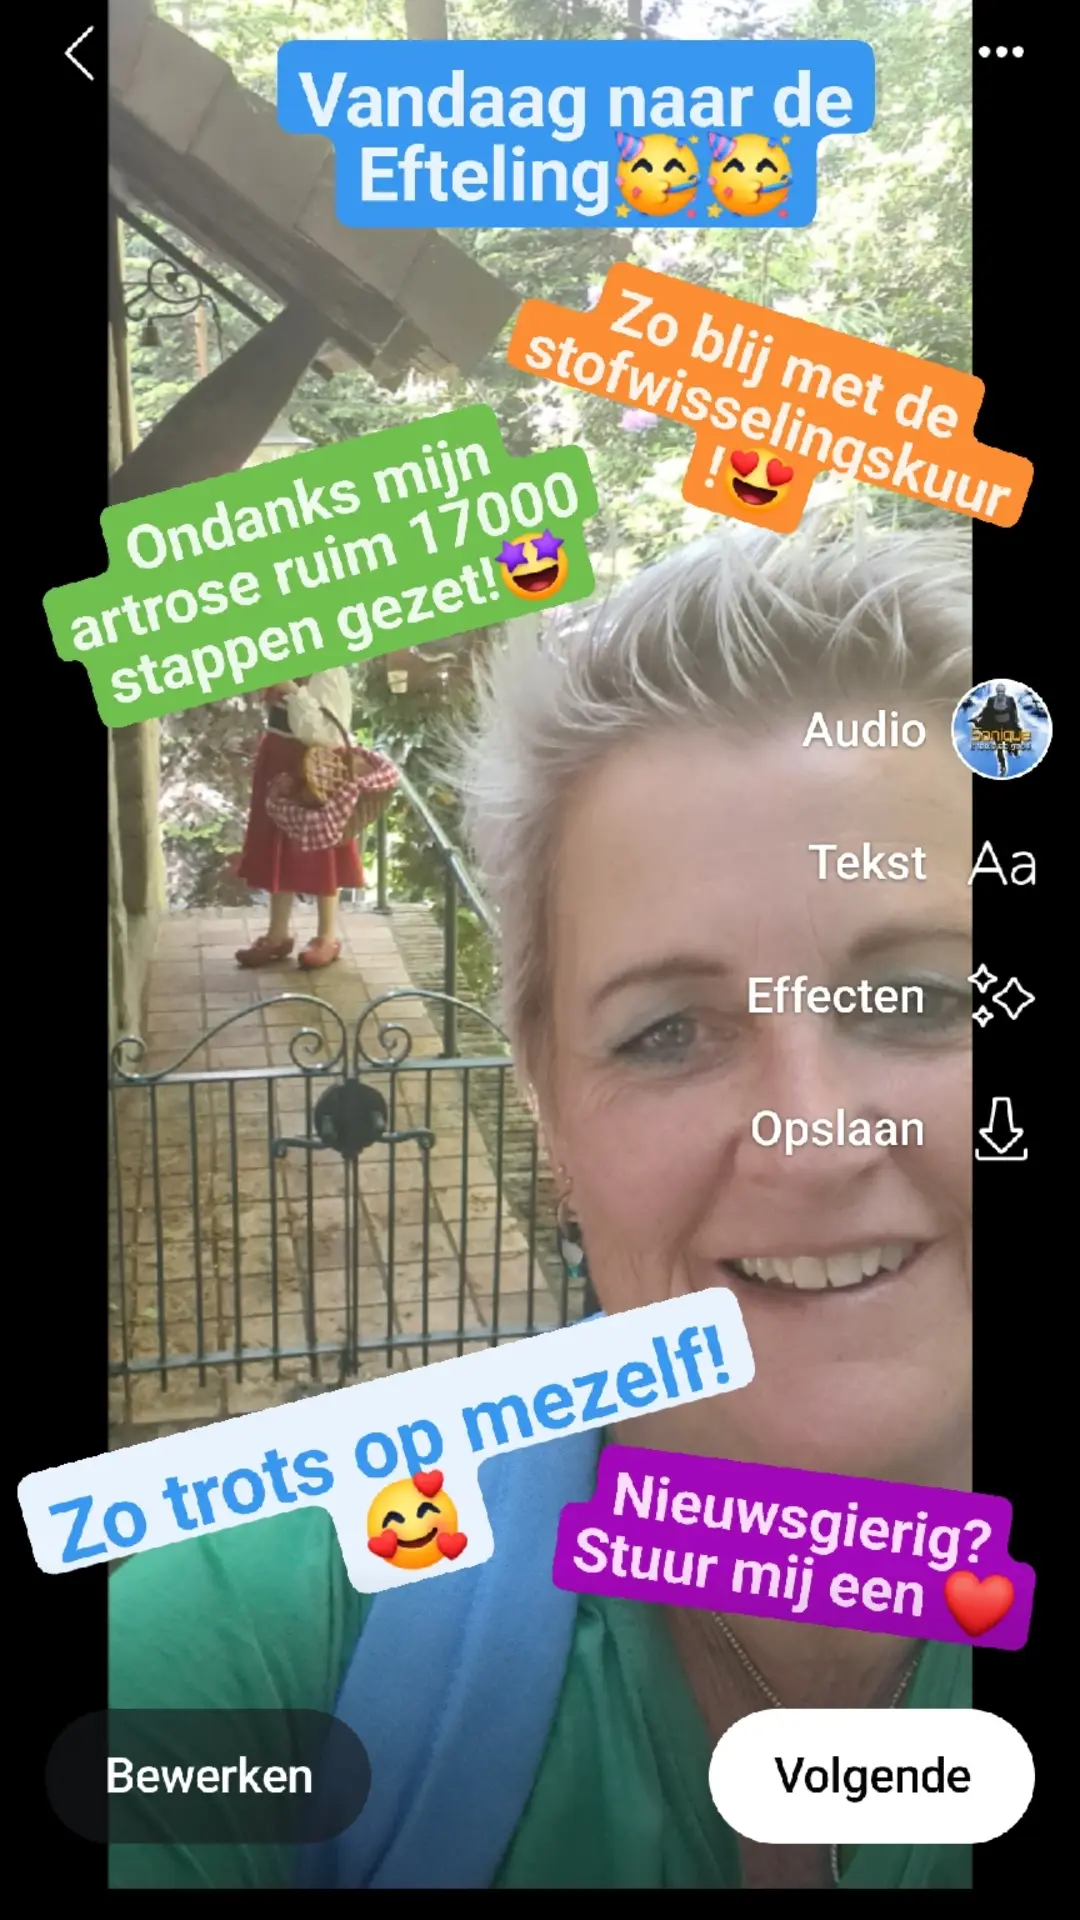 Vandaag naar de
Efteling🥳🥳
Zo blij met de
stofwisselingskuur
!😍
Ondanks mijn
artrose ruim 17000
stappen gezet!🤩
Audio
Sonique
Tekst Aa
Effecten
Opslaan
Zo trots op mezelf!
🥰
Nieuwsgierig?
Stuur mij een ❤️
Bewerken
Volgende